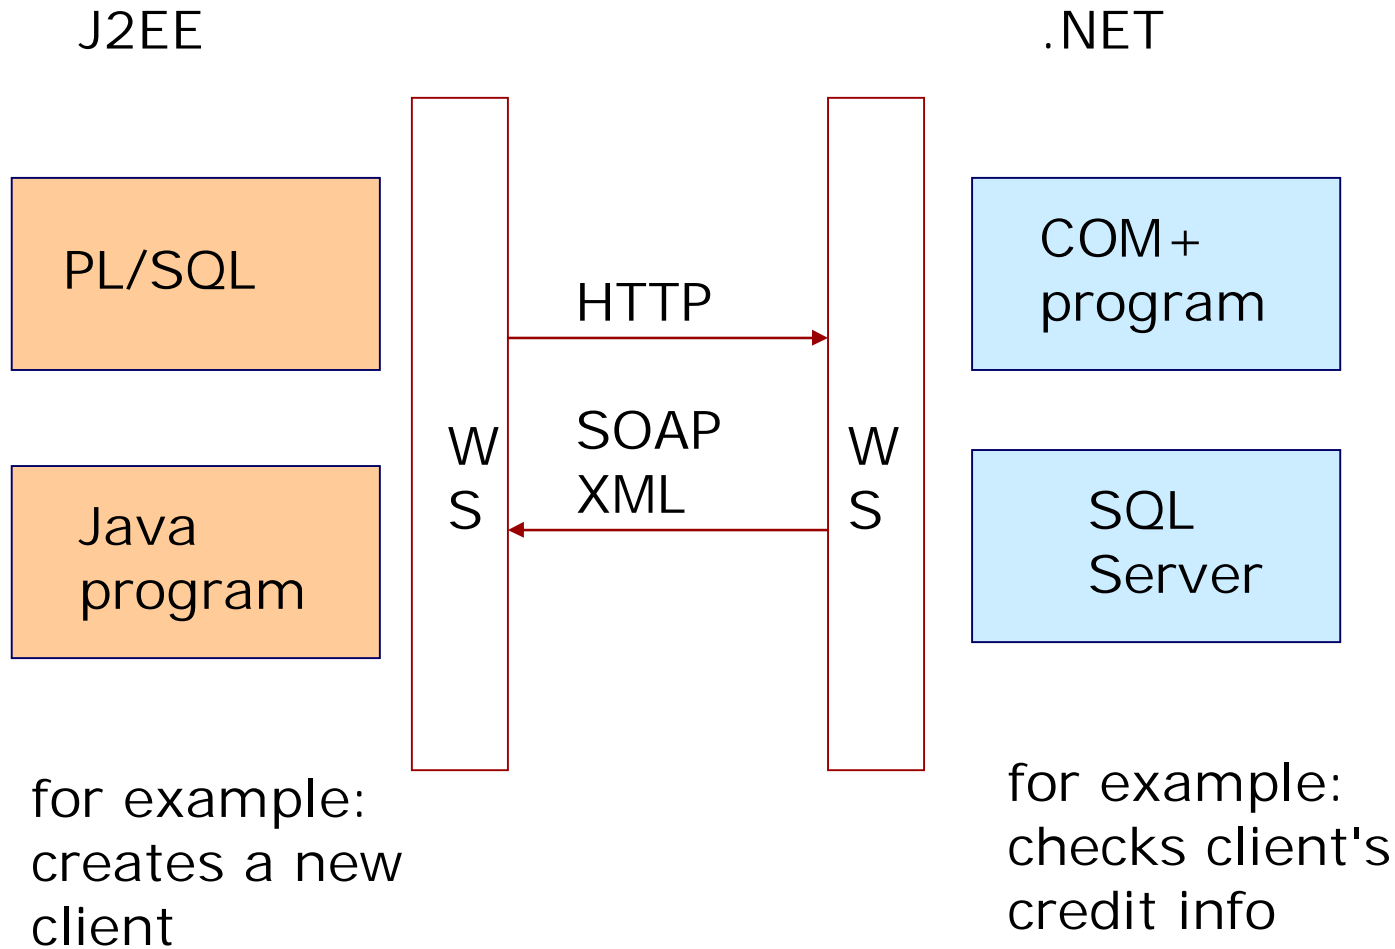 J2EE
.NET
PL/SQL
COM+
program
HTTP
W
S
SOAP
XML
W
S
Java
program
SQL
Server
for example:
creates a new
client
for example:
checks client's
credit info